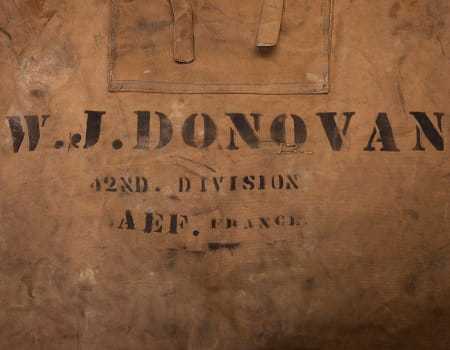 W.J. DONOVAN
42ND. DIVISION
AEF. FRANCE.